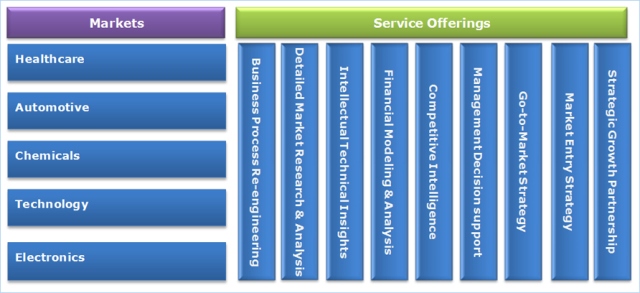 Markets
Service Offerings
Healthcare
Automotive
Chemicals
Technology
Electronics
Business Process Re-engineering
Detailed Market Research & Analysis
Intellectual Technical Insights
Financial Modeling & Analysis
Competitive Intelligence
Management Decision support
Go-to-Market Strategy
Market Entry Strategy
Strategic Growth Partnership